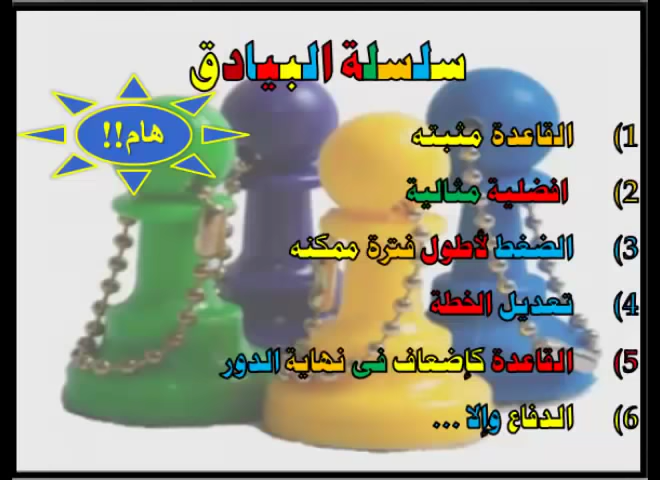 سلسلة البيادق
هام!!
1) القاعدة مثبته
2) افضلية مثالية
3) الضغط لأطول فترة ممكنه
4) تعديل الخطة
5) القاعدة كإضعاف فى نهاية الدور
6) الدفاع وإلا ...